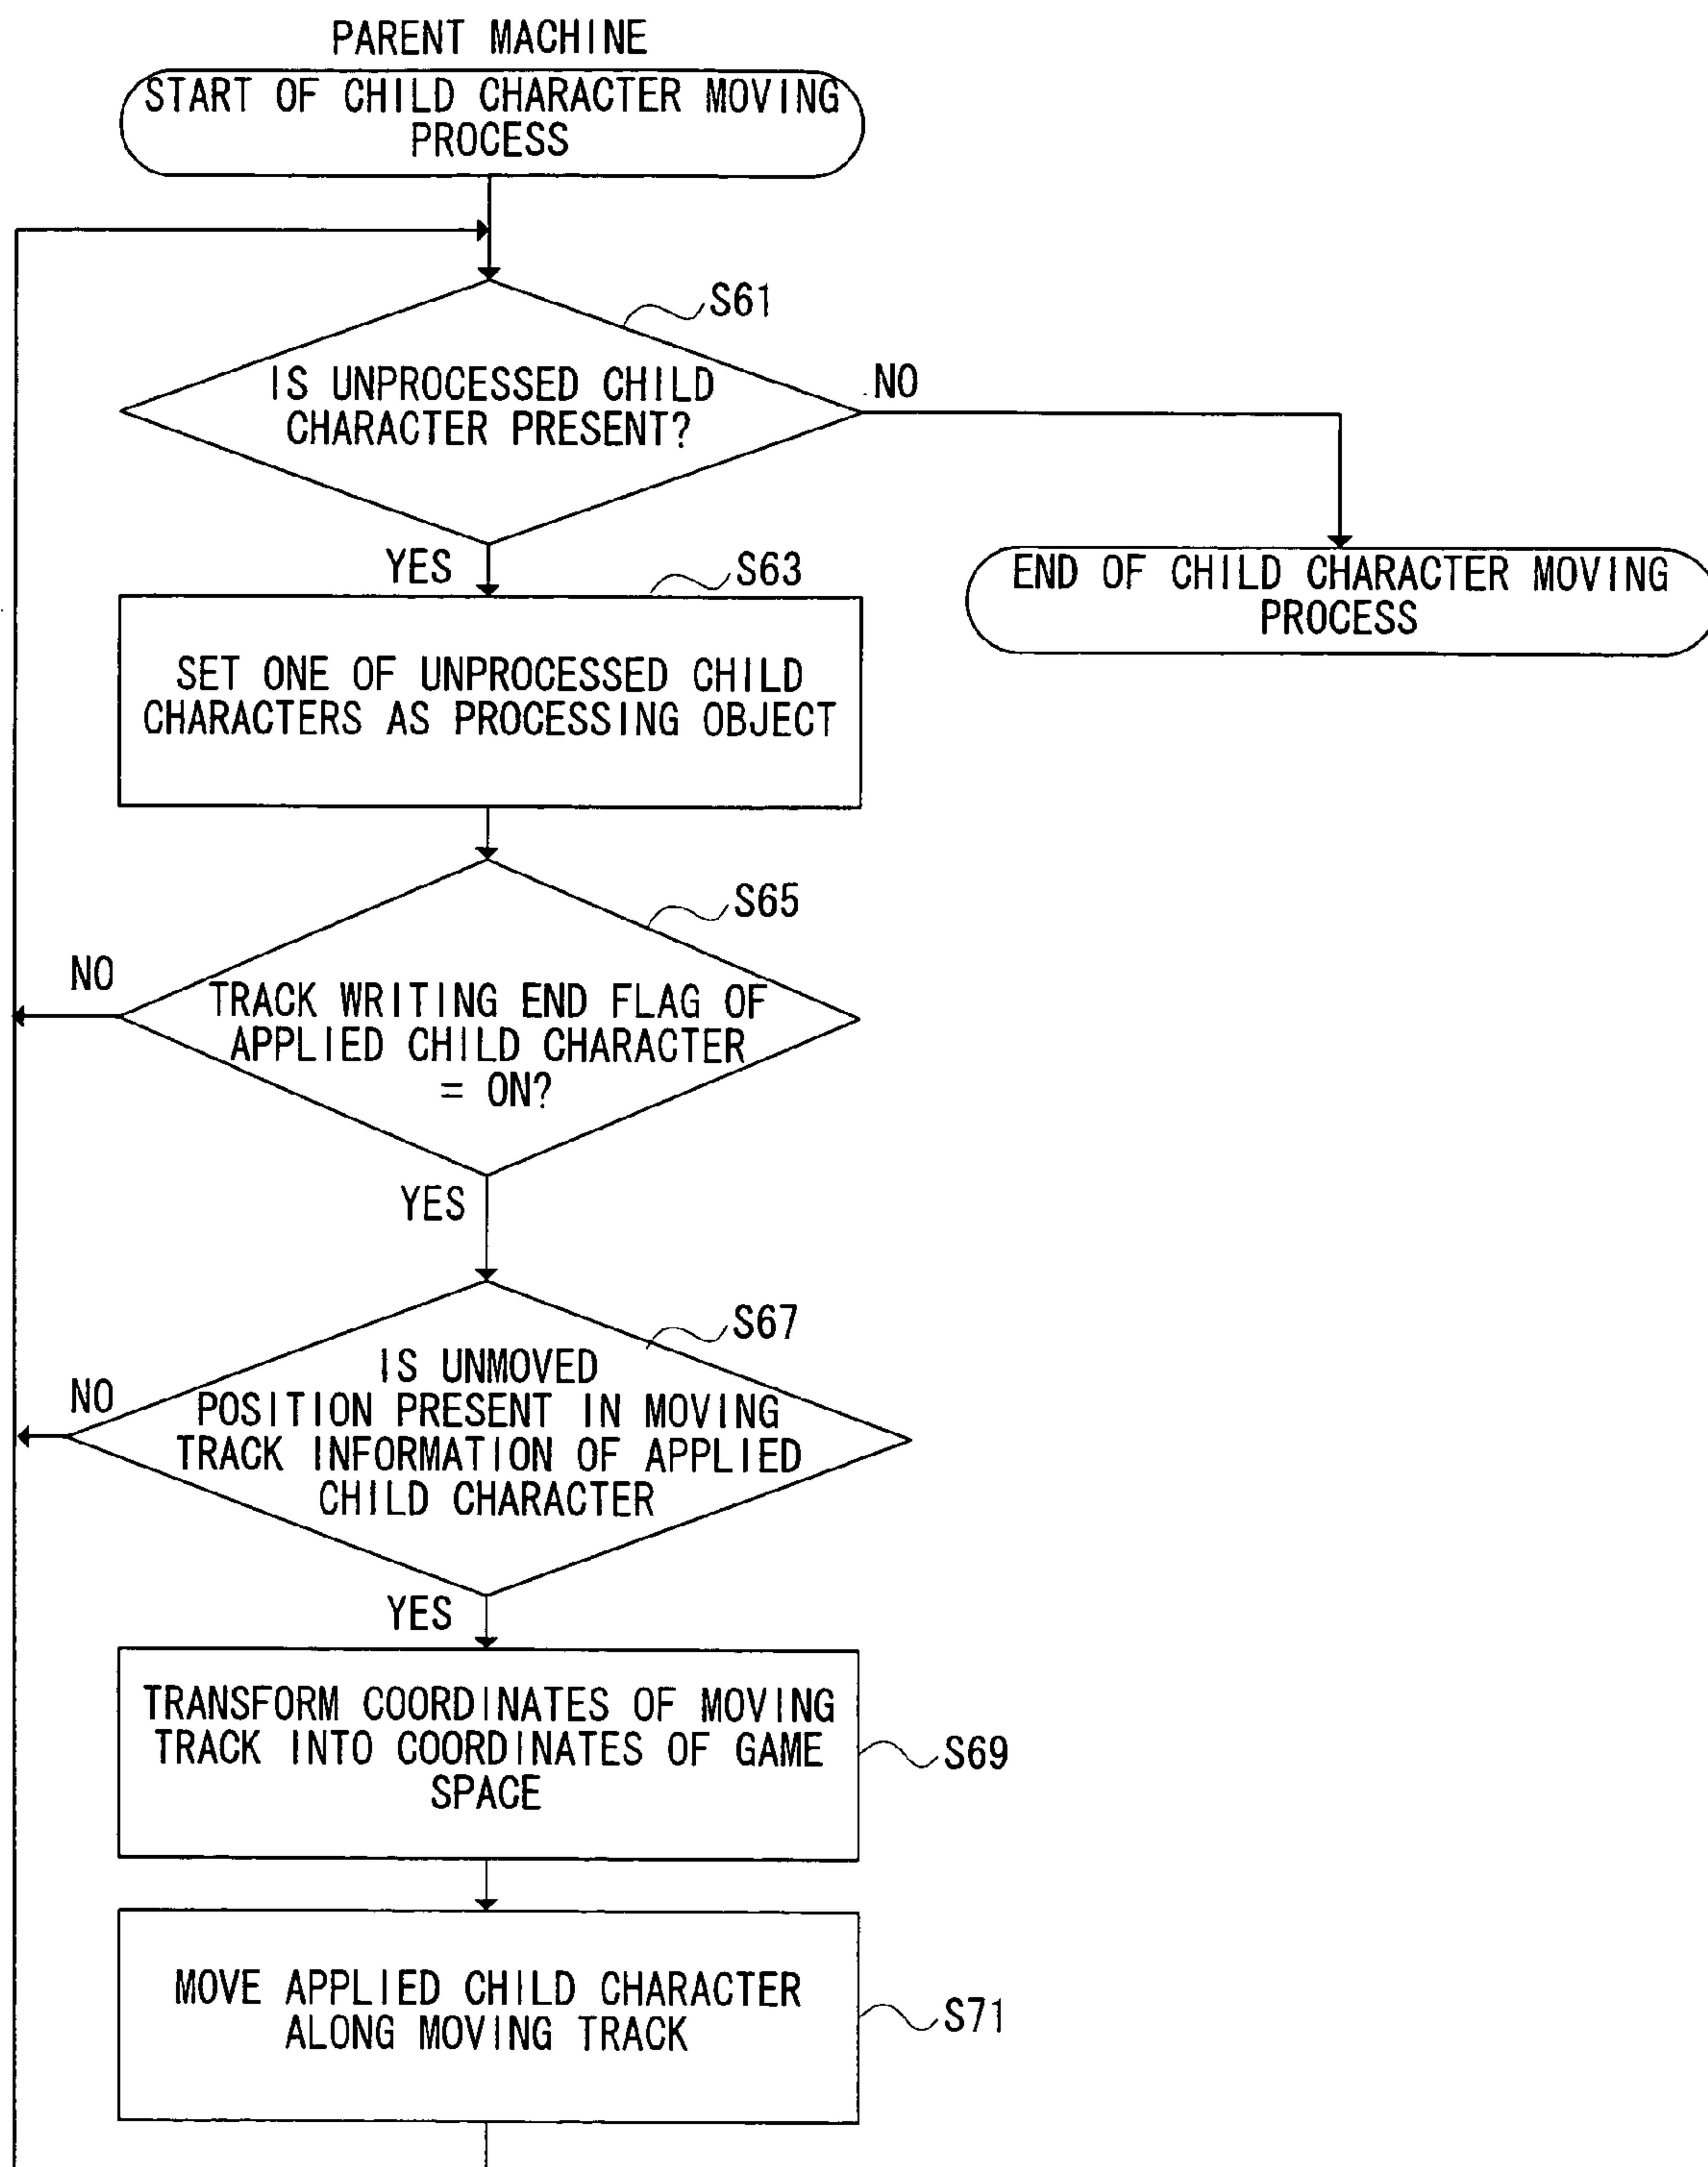 PARENT MACHINE
START OF CHILD CHARACTER MOVING
PROCESS
S61
IS UNPROCESSED CHILD
CHARACTER PRESENT?
NO
YES
END OF CHILD CHARACTER MOVING
PROCESS
S63
SET ONE OF UNPROCESSED CHILD
CHARACTERS AS PROCESSING OBJECT
S65
NO
TRACK WRITING END FLAG OF
APPLIED CHILD CHARACTER
= ON?
YES
S67
NO
IS UNMOVED
POSITION PRESENT IN MOVING
TRACK INFORMATION OF APPLIED
CHILD CHARACTER
YES
TRANSFORM COORDINATES OF MOVING
TRACK INTO COORDINATES OF GAME
SPACE
S69
MOVE APPLIED CHILD CHARACTER
ALONG MOVING TRACK
S71